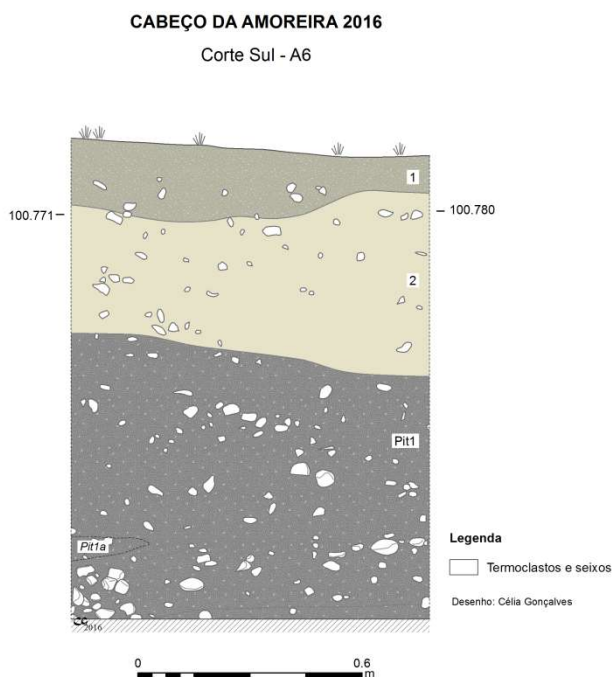 CABEÇO DA AMOREIRA 2016
Corte Sul - A6
1
100.771
100.780
2
Pit1
Pit1a
Legenda
Termoclastos e seixos
Desenho: Célia Gonçalves
2016
0
0.6
m